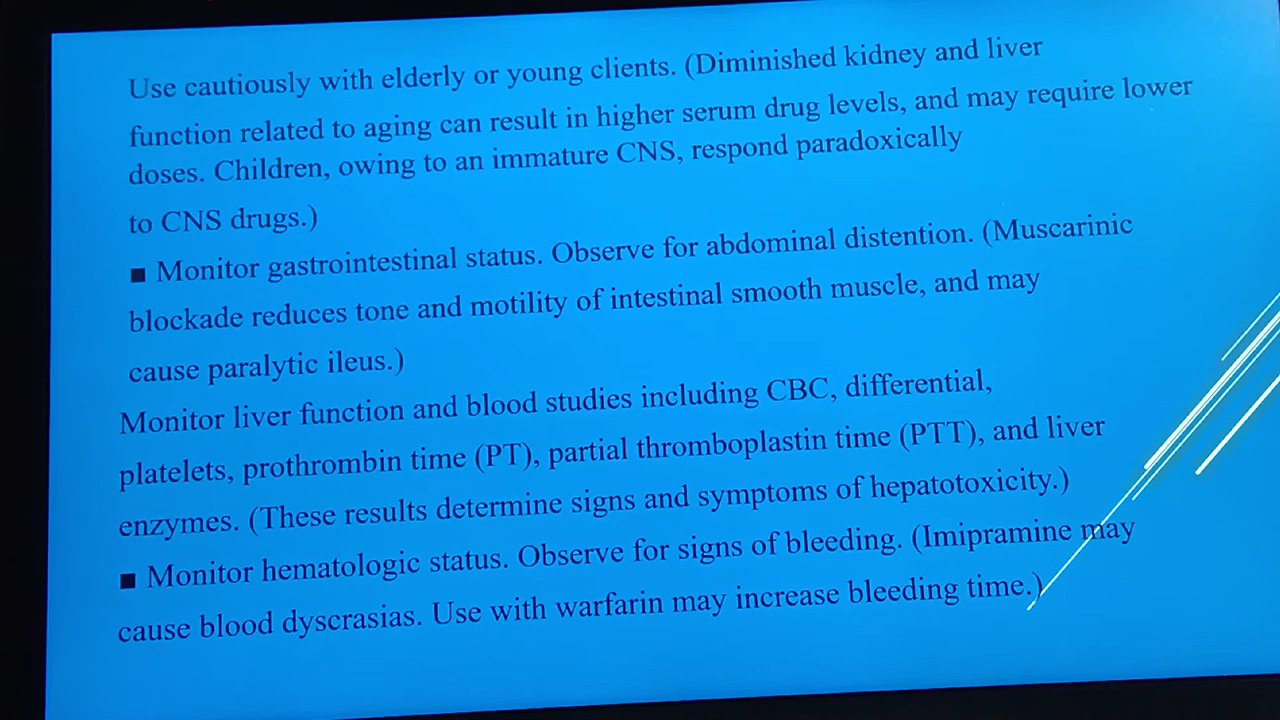 Use cautiously with elderly or young clients. (Diminished kidney and liver
function related to aging can result in higher serum drug levels, and may require lower
doses. Children, owing to an immature CNS, respond paradoxically
to CNS drugs.)
■ Monitor gastrointestinal status. Observe for abdominal distention. (Muscarinic
blockade reduces tone and motility of intestinal smooth muscle, and may
cause paralytic ileus.)
Monitor liver function and blood studies including CBC, differential,
platelets, prothrombin time (PT), partial thromboplastin time (PTT), and liver
enzymes. (These results determine signs and symptoms of hepatotoxicity.)
■ Monitor hematologic status. Observe for signs of bleeding. (Imipramine may
cause blood dyscrasias. Use with warfarin may increase bleeding time.)